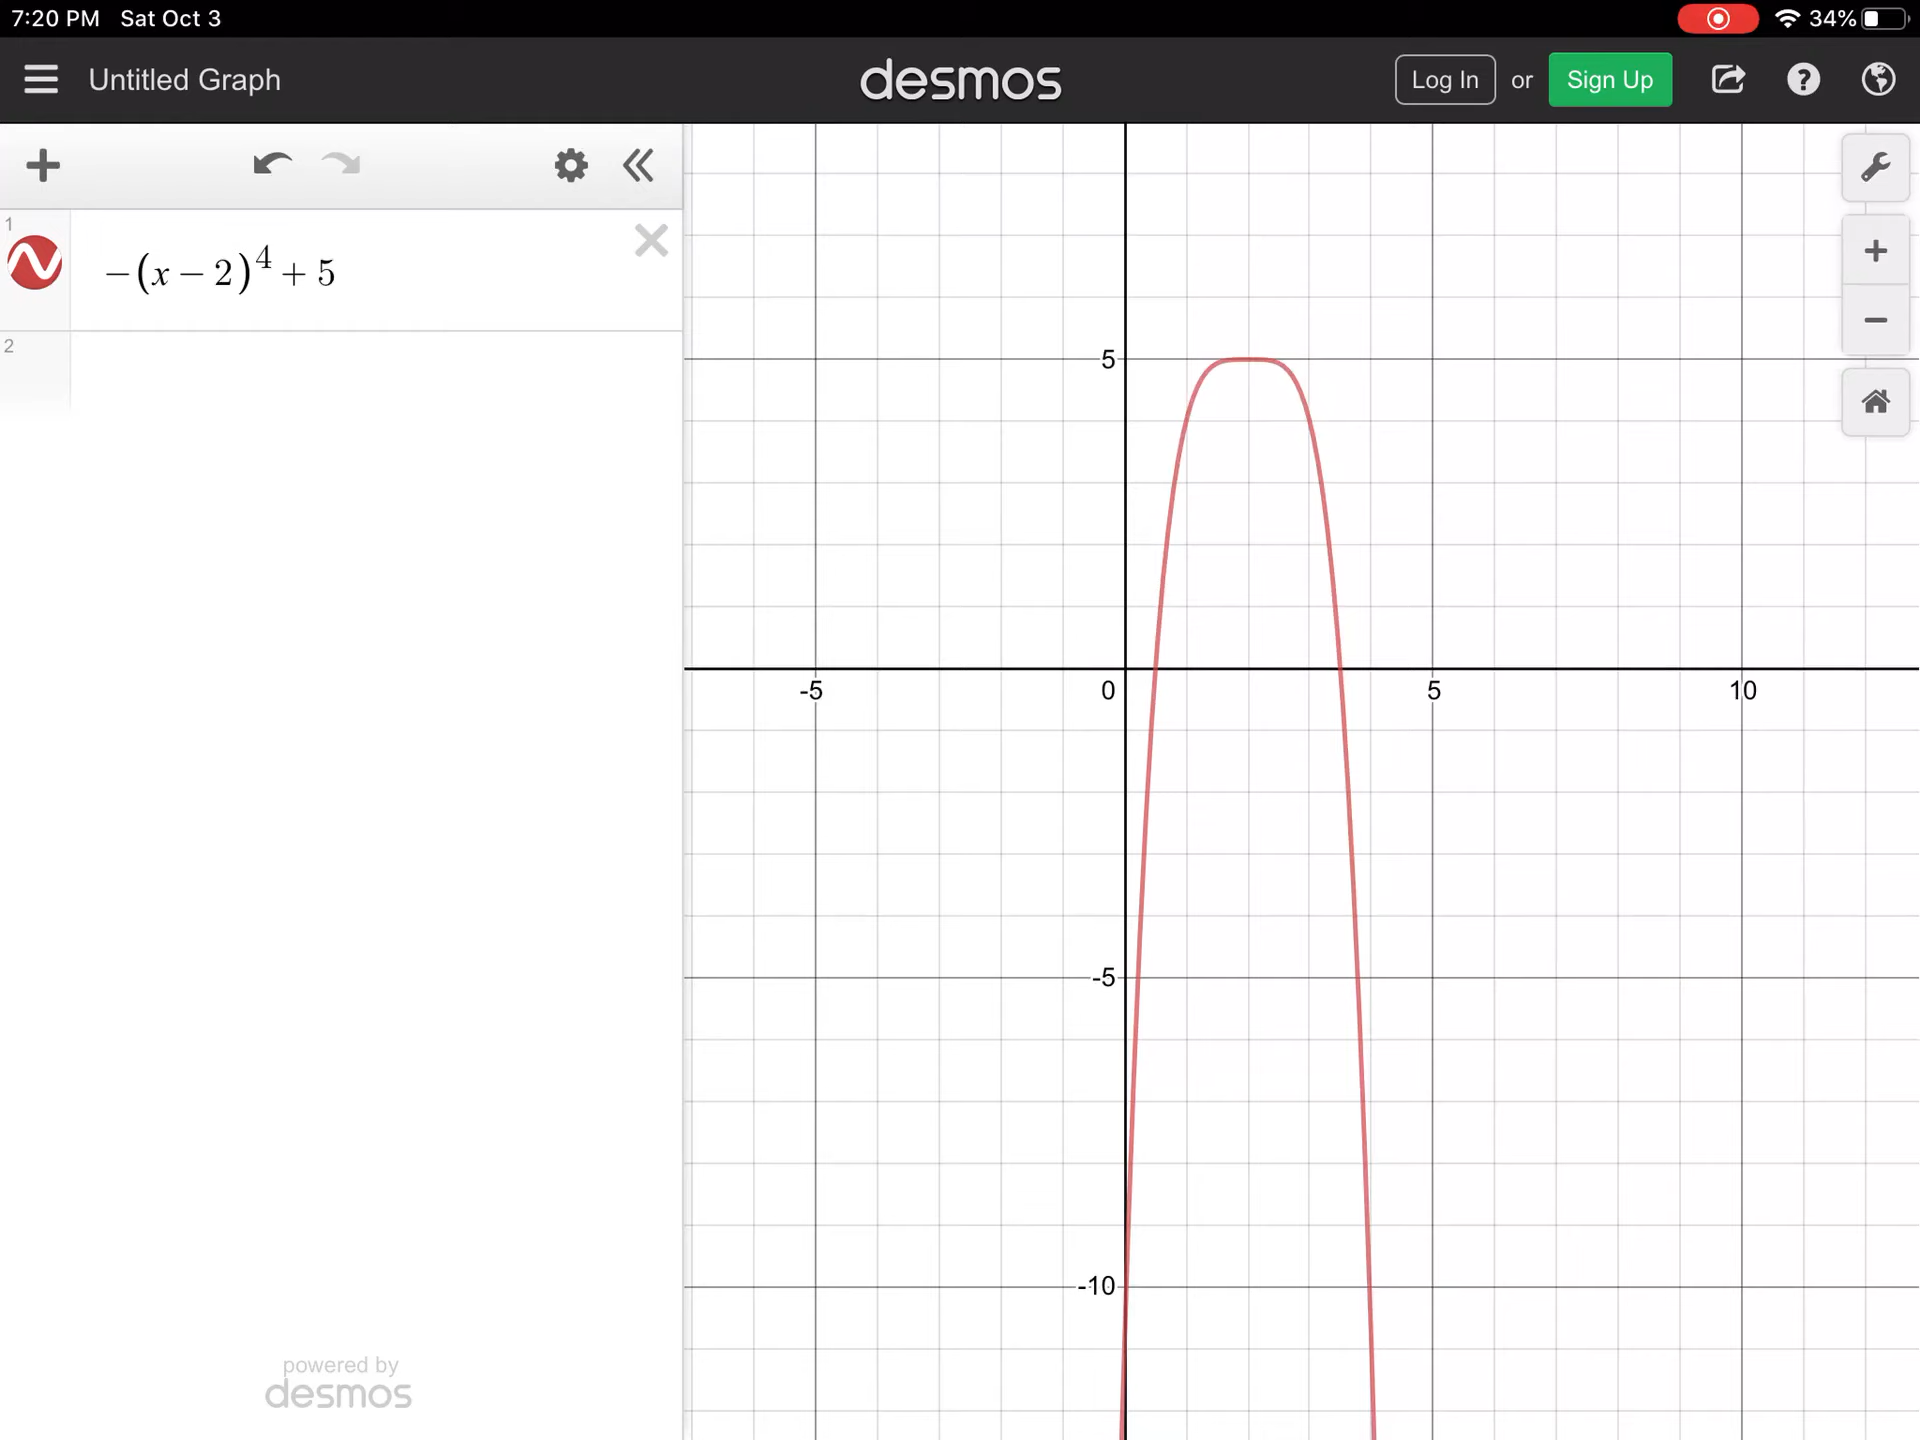 7:20 PM Sat Oct 3
34%
Untitled Graph
desmos
Log In or Sign Up
1
-(x-2)^4+5
2
5
-5
0
5
10
-5
-10
powered by
desmos